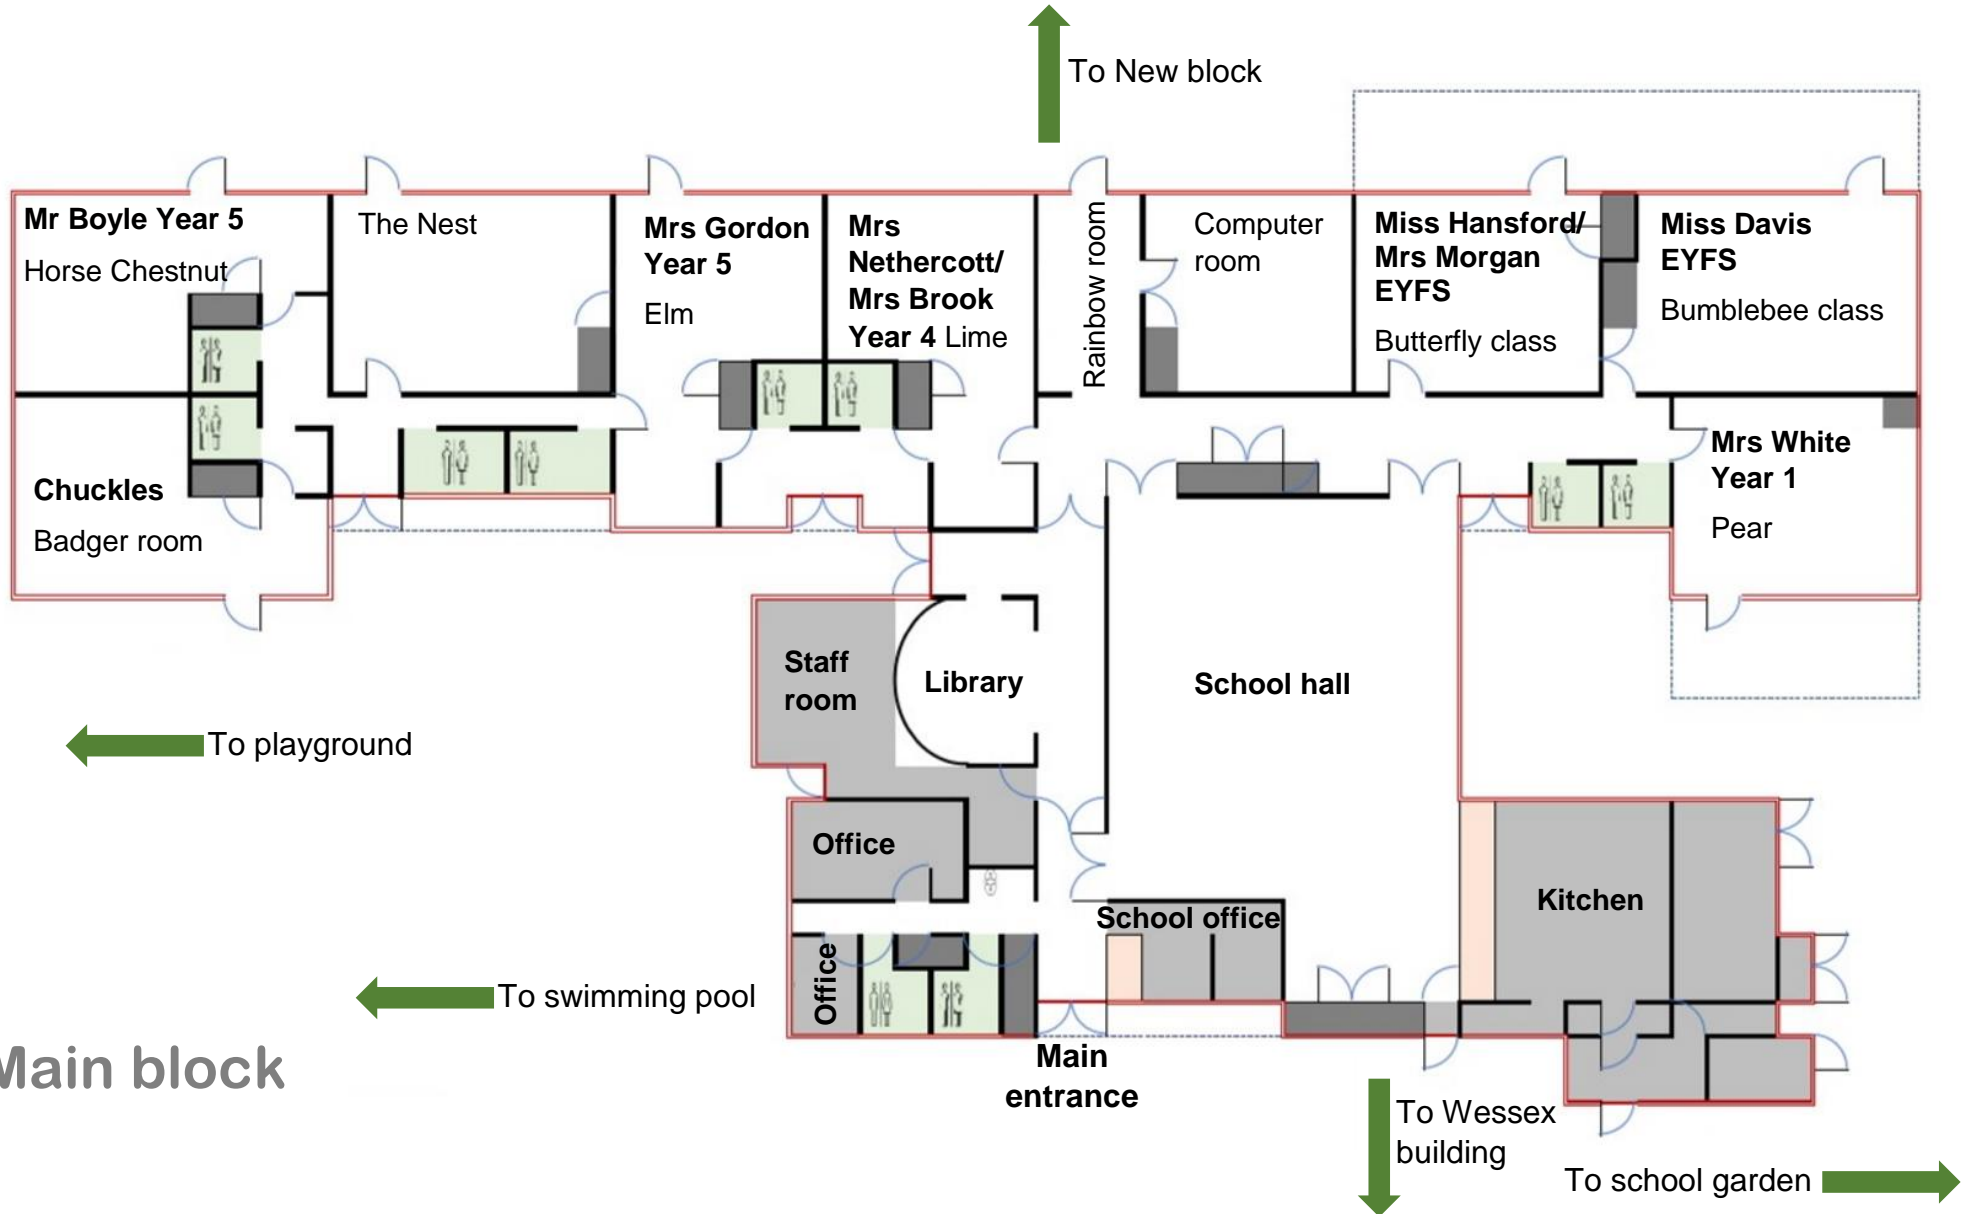 To New block
Mr Boyle Year 5
Horse Chestnut
The Nest
Mrs Gordon
Year 5
Elm
Mrs
Nethercott/
Mrs Brook
Year 4 Lime
Rainbow room
Computer
room
Miss Hansford/
Mrs Morgan
EYFS
Butterfly class
Miss Davis
EYFS
Bumblebee class
Mrs White
Year 1
Pear
Chuckles
Badger room
Staff
room
Library
School hall
To playground
Office
School office
Kitchen
Office
To swimming pool
Main block
Main
entrance
To Wessex
building
To school garden